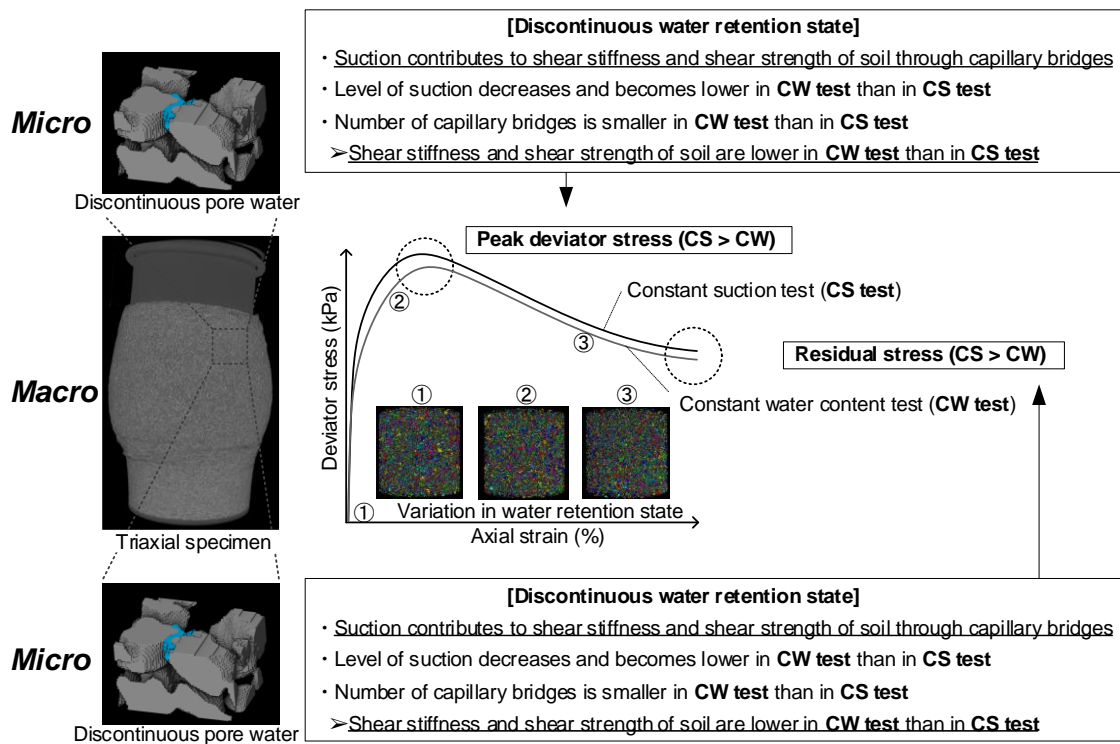 [Discontinuous water retention state]
・Suction contributes to shear stiffness and shear strength of soil through capillary bridges
・Level of suction decreases and becomes lower in CW test than in CS test
・Number of capillary bridges is smaller in CW test than in CS test
➢Shear stiffness and shear strength of soil are lower in CW test than in CS test
Micro
Discontinuous pore water
Peak deviator stress (CS > CW)
Constant suction test (CS test)
②
③
Residual stress (CS > CW)
Macro
Deviator stress (kPa)
① ② ③
Constant water content test (CW test)
①
Variation in water retention state
Axial strain (%)
Triaxial specimen
[Discontinuous water retention state]
・Suction contributes to shear stiffness and shear strength of soil through capillary bridges
・Level of suction decreases and becomes lower in CW test than in CS test
・Number of capillary bridges is smaller in CW test than in CS test
➢Shear stiffness and shear strength of soil are lower in CW test than in CS test
Micro
Discontinuous pore water